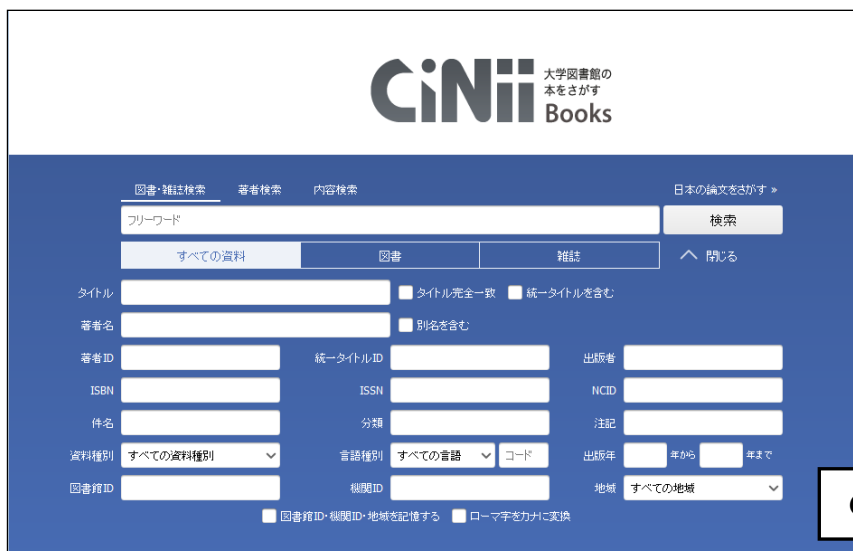 CiNii 大学図書館の
本をさがす
Books
図書・雑誌検索 著者検索 内容検索 日本の論文をさがす »
フリーワード 検索
すべての資料 図書 雑誌 閉じる
タイトル タイトル完全一致 統一タイトルを含む
著者名 別名を含む
著者ID 統一タイトルID 出版者
ISBN ISSN NCID
件名 分類 注記
資料種別 すべての資料種別 言語種別 すべての言語 コード 出版年 年から 年まで
図書館ID 機関ID 地域 すべての地域
図書館ID・機関ID・地域を記憶する ローマ字をカナに変換